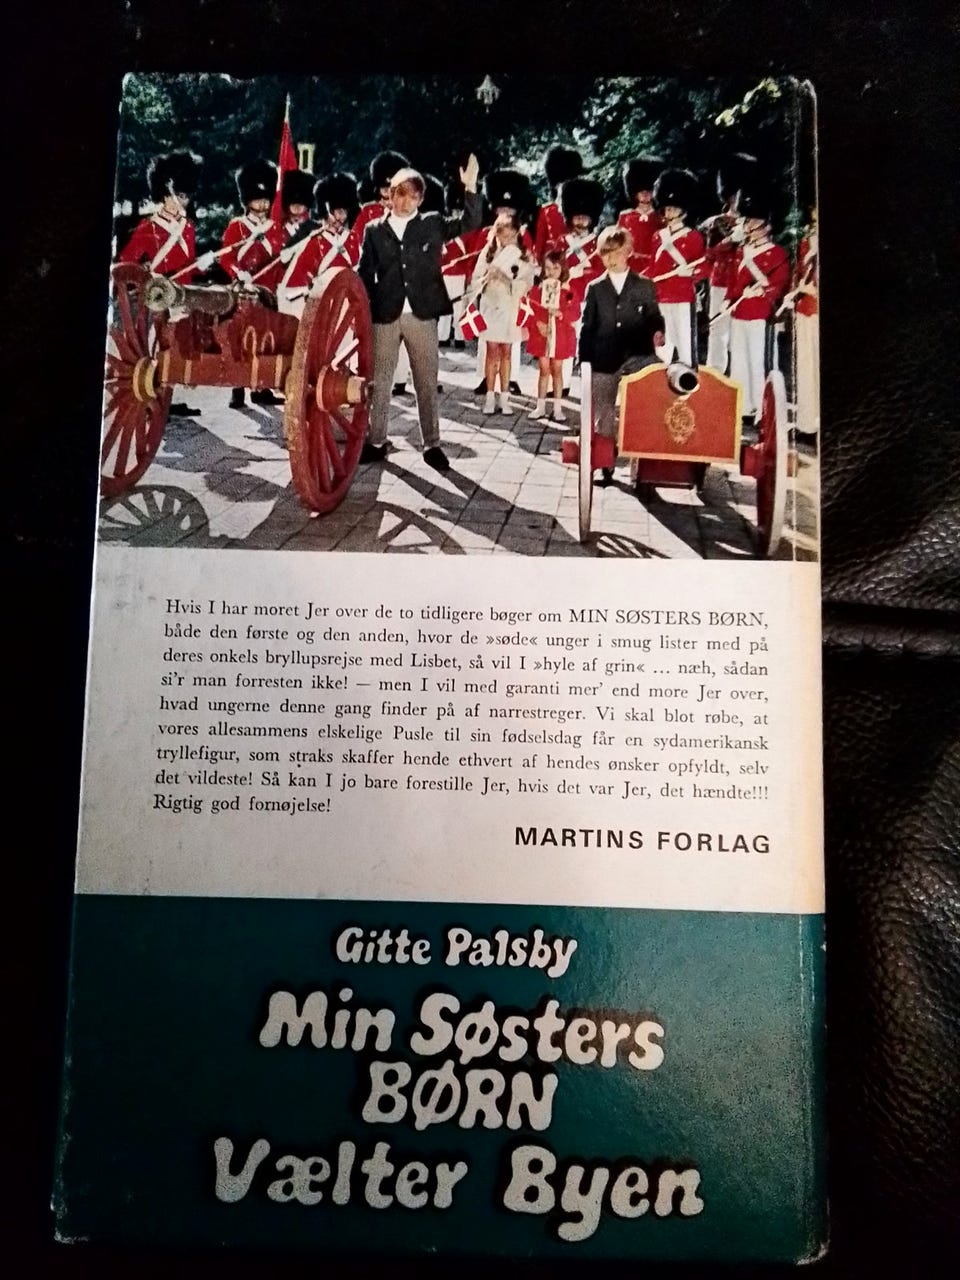 Hvis I har moret Jer over de to tidligere bøger om MIN SØSTERS BØRN,
både den første og den anden, hvor de »søde« unger i smug lister med på
deres onkels bryllupsrejse med Lisbet, så vil I »hyle af grin« ... næh, sådan
si'r man forresten ikke! — men I vil med garanti mer' end more Jer over,
hvad ungerne denne gang finder på af narrestreger. Vi skal blot røbe, at
vores allesammens elskelige Pusle til sin fødselsdag får en sydamerikansk
tryllefigur, som straks skaffer hende ethvert af hendes ønsker opfyldt, selv
det vildeste! Så kan I jo bare forestille Jer, hvis det var Jer, det hændte!!!
Rigtig god fornøjelse!
MARTINS FORLAG
Gitte Palsby
Min Søsters
BØRN
Vælter Byen